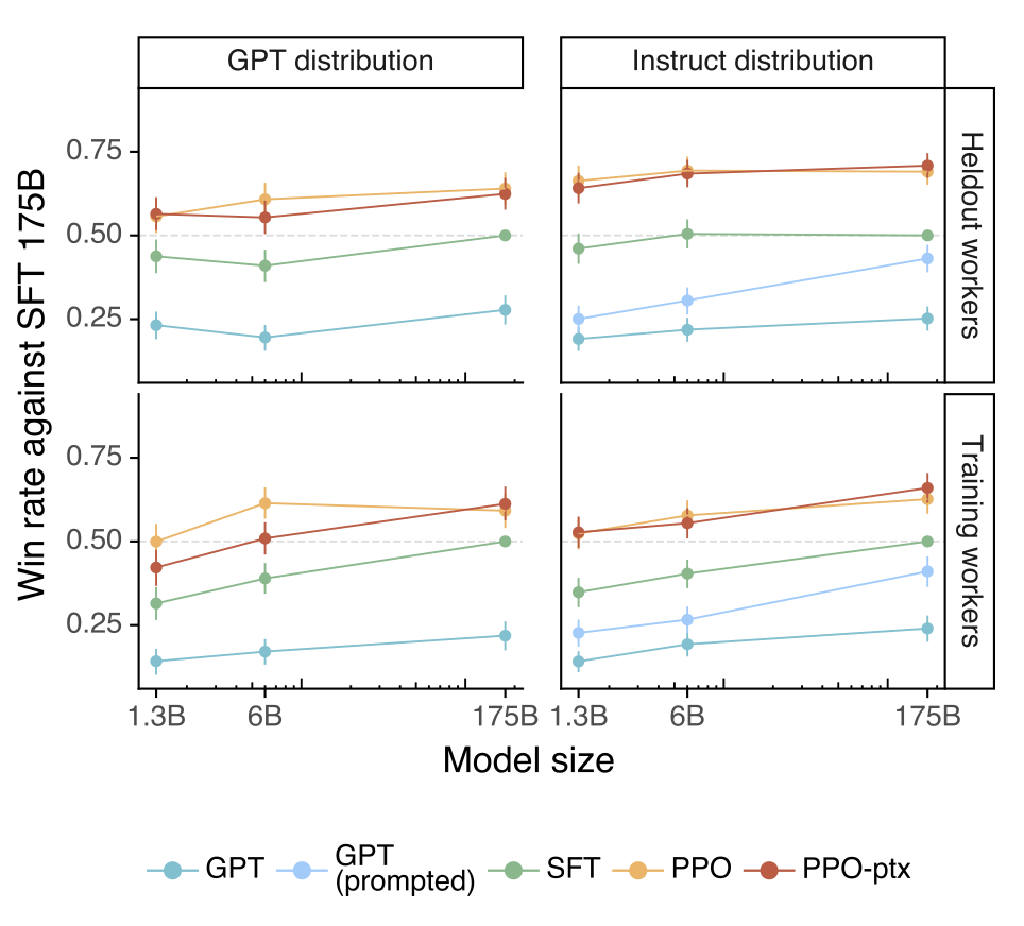 GPT distribution
Instruct distribution
Win rate against SFT 175B
0.75
0.50
0.25
Heldout workers
0.75
0.50
0.25
Training workers
1.3B
6B
175B
1.3B
6B
175B
Model size
GPT
GPT
(prompted)
SFT
PPO
PPO-ptx